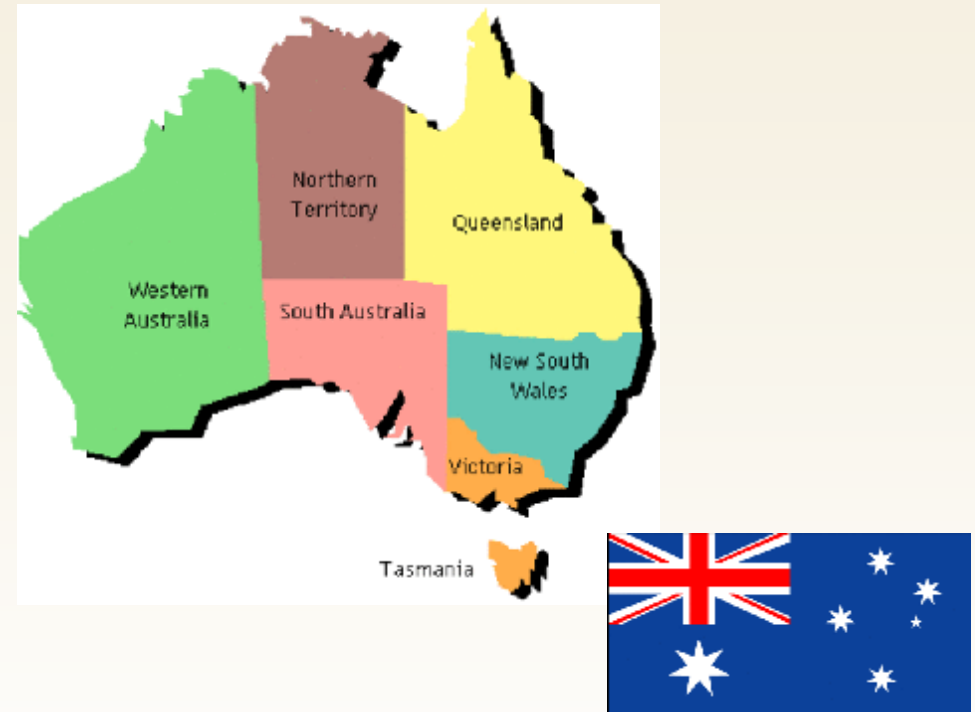 Northern
Territory
Queensland
Western
Australia
South Australia
New South
Wales
Victoria
Tasmania